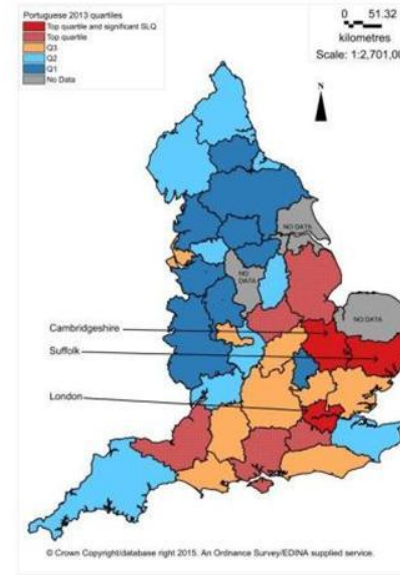 Portuguese 2013 quartiles
Top quartile and significant SLQ
Top quartile
Q3
Q2
Q1
No Data
0 51.32
kilometres
Scale: 1:2,701,00
N
NO DATA
NO
DATA
NO DATA
Cambridgeshire
Suffolk
London
© Crown Copyright/database right 2015. An Ordnance Survey/EDINA supplied service.